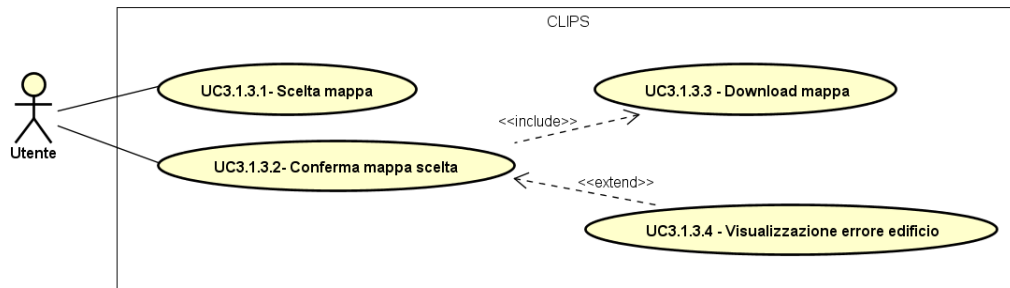 CLIPS
UC3.1.3.1- Scelta mappa
UC3.1.3.3 - Download mappa
<<include>>
Utente
UC3.1.3.2- Conferma mappa scelta
<<extend>>
UC3.1.3.4 - Visualizzazione errore edificio